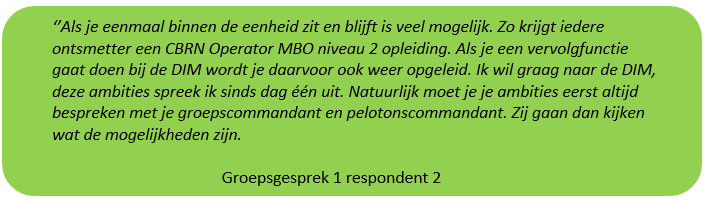 ‘’Als je eenmaal binnen de eenheid zit en blijft is veel mogelijk. Zo krijgt iedere
ontsmetter een CBRN Operator MBO niveau 2 opleiding. Als je een vervolgfunctie
gaat doen bij de DIM wordt je daarvoor ook weer opgeleid. Ik wil graag naar de DIM,
deze ambities spreek ik sinds dag één uit. Natuurlijk moet je je ambities eerst altijd
bespreken met je groepscommandant en pelotonscommandant. Zij gaan dan kijken
wat de mogelijkheden zijn.
Groepsgesprek 1 respondent 2